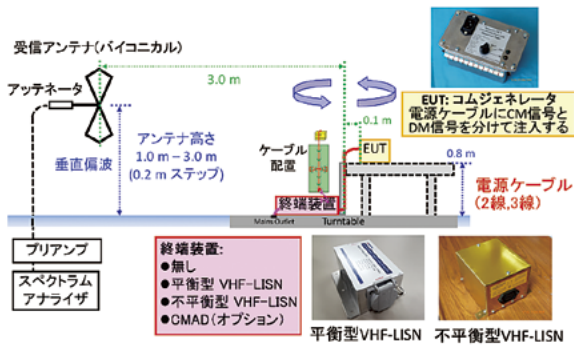 受信アンテナ(バイコニカル)
アッテネータ
3.0 m
垂直偏波
アンテナ高さ
1.0 m – 3.0 m
(0.2 m ステップ)
ケーブル
配置
0.1 m
EUT
EUT: コムジェネレータ
電源ケーブルにCM信号と
DM信号を分けて注入する
0.8 m
電源ケーブル
(2線,3線)
終端装置
Mains Outlet
Turntable
プリアンプ
スペクトラム
アナライザ
終端装置:
●無し
●平衡型 VHF-LISN
●不平衡型 VHF-LISN
●CMAD(オプション)
平衡型VHF-LISN
不平衡型VHF-LISN